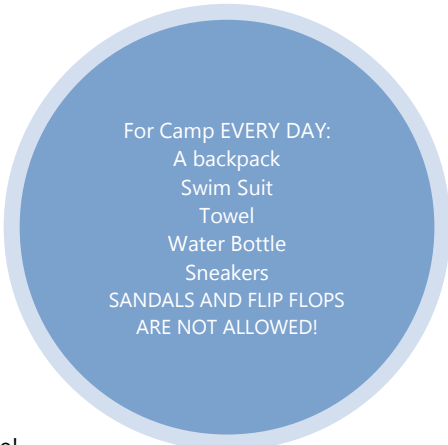 For Camp EVERY DAY:
A backpack
Swim Suit
Towel
Water Bottle
Sneakers
SANDALS AND FLIP FLOPS
ARE NOT ALLOWED!